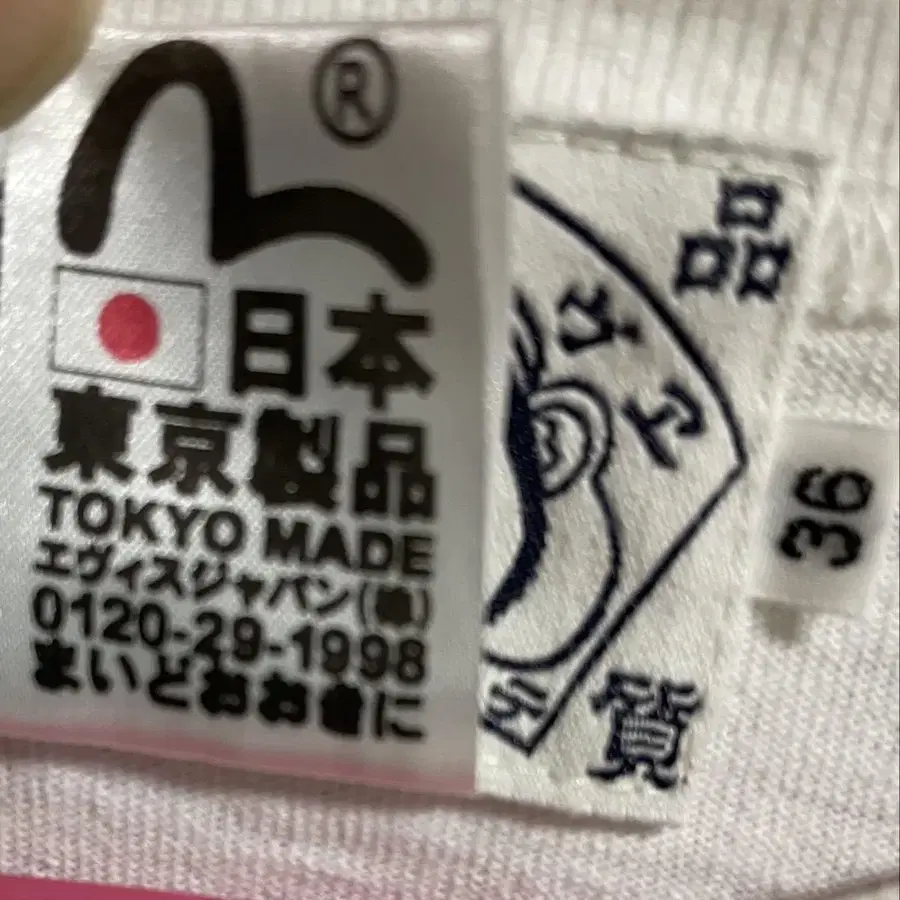 ®
日本
東京製品
TOKYO MADE
エヴィスジャパン(株)
0120-29-1998
まいどおおきに
品
質
36